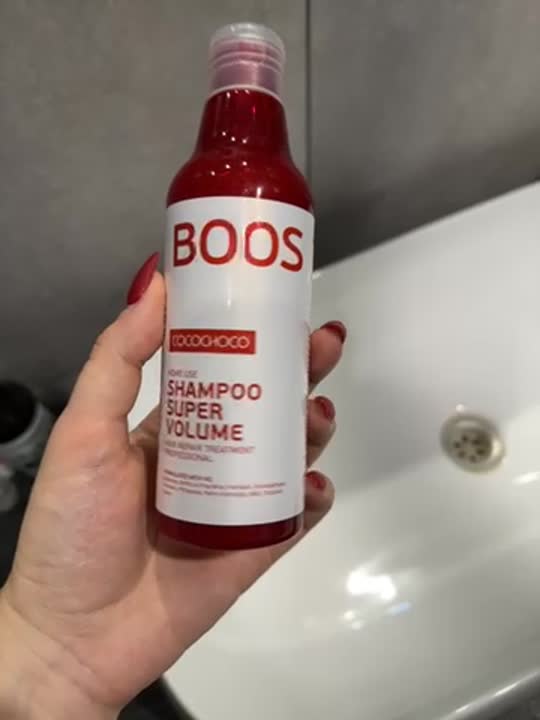 BOOS
COCOCHOCO
HOME USE
SHAMPOO
SUPER
VOLUME
HAIR REPAIR TREATMENT
PROFESSIONAL